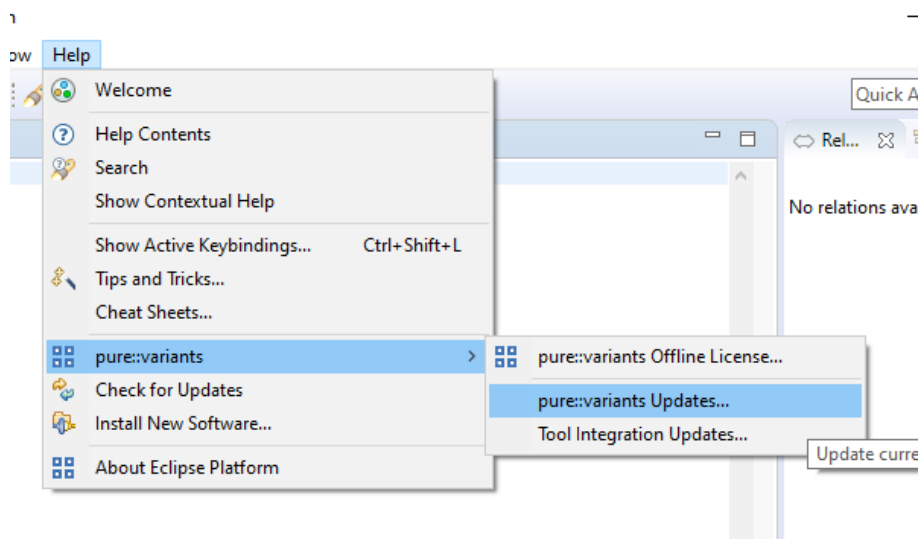 ow Help
Quick A
Welcome
Help Contents
Rel...
Search
Show Contextual Help
No relations ava
Show Active Keybindings... Ctrl+Shift+L
Tips and Tricks...
Cheat Sheets...
pure::variants
pure::variants Offline License...
Check for Updates
pure::variants Updates...
Install New Software...
Tool Integration Updates...
Update curre
About Eclipse Platform